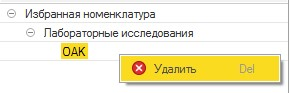 Избранная номенклатура
Лабораторные исследования
ОАК
Удалить Del